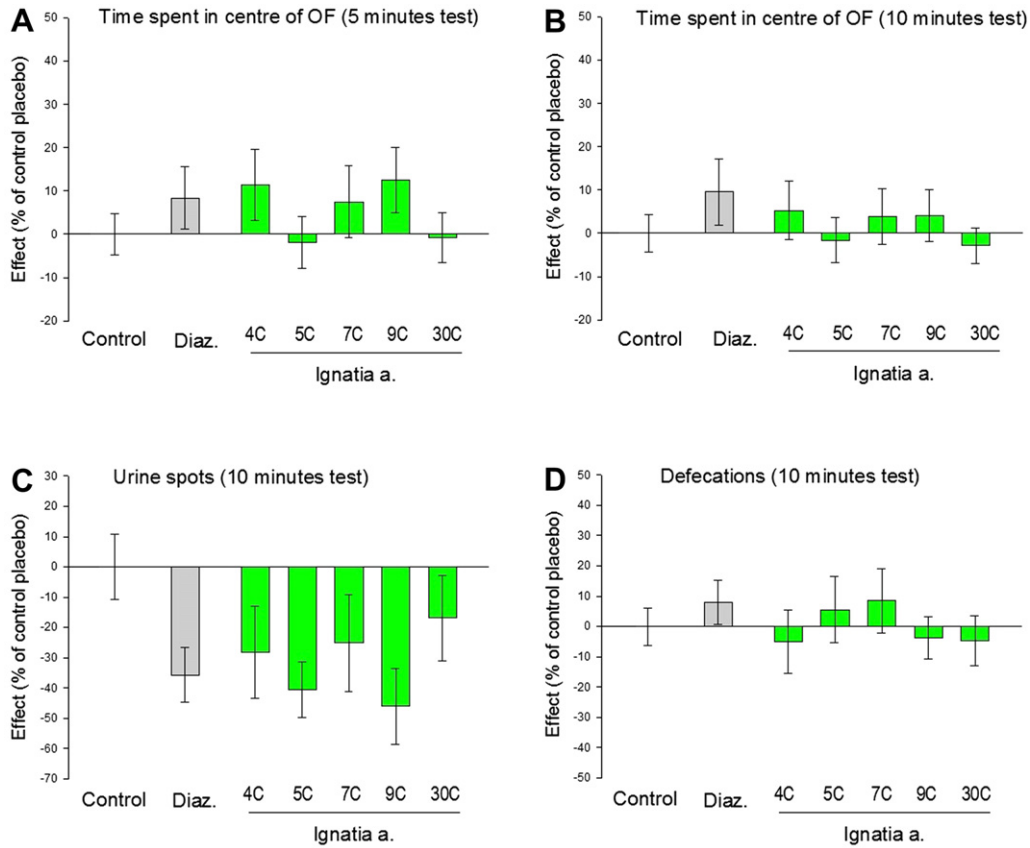 A
Time spent in centre of OF (5 minutes test)
Effect (% of control placebo)
50
40
30
20
10
0
-10
-20
Control
Diaz.
4C 5C 7C 9C 30C
Ignatia a.
B
Time spent in centre of OF (10 minutes test)
Effect (% of control placebo)
50
40
30
20
10
0
-10
-20
Control
Diaz.
4C 5C 7C 9C 30C
Ignatia a.
C
Urine spots (10 minutes test)
Effect (% of control placebo)
30
20
10
0
-10
-20
-30
-40
-50
-60
-70
Control
Diaz.
4C 5C 7C 9C 30C
Ignatia a.
D
Defecations (10 minutes test)
Effect (% of control placebo)
50
40
30
20
10
0
-10
-20
-30
-40
-50
Control
Diaz.
4C 5C 7C 9C 30C
Ignatia a.